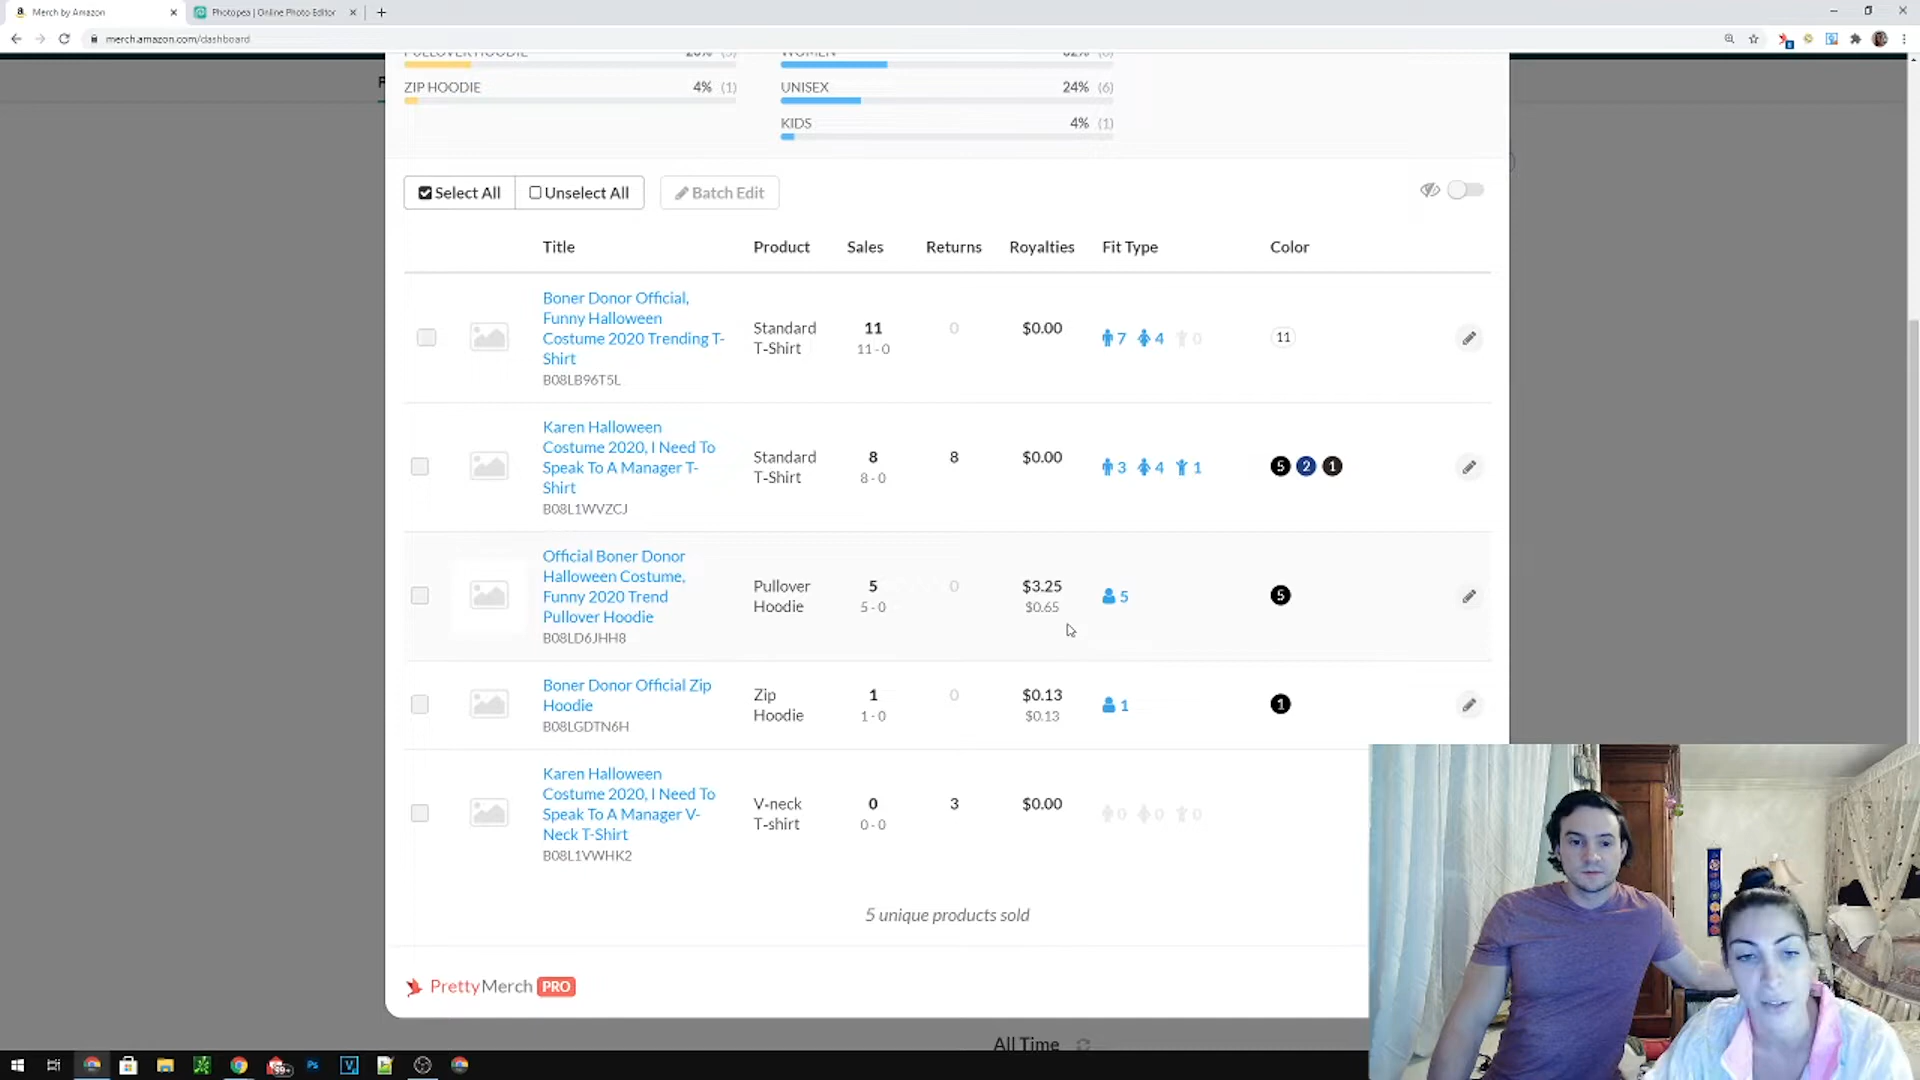 Merch by Amazon
Photopea | Online Photo Editor
merch.amazon.com/dashboard
PULLOVER HOODIE
WOMEN
ZIP HOODIE 4% (1)
UNISEX 24% (6)
KIDS 4% (1)
Select All Unselect All Batch Edit
Title Product Sales Returns Royalties Fit Type Color
Boner Donor Official,
Funny Halloween
Costume 2020 Trending T-
Shirt
B08LB96T5L
Standard
T-Shirt
11
11 - 0
0
$0.00
7 4 0
11
Karen Halloween
Costume 2020, I Need To
Speak To A Manager T-
Shirt
B08L1WVZCJ
Standard
T-Shirt
8
8 - 0
8
$0.00
3 4 1
5 2 1
Official Boner Donor
Halloween Costume,
Funny 2020 Trend
Pullover Hoodie
B08LD6JHH8
Pullover
Hoodie
5
5 - 0
0
$3.25
$0.65
5
5
Boner Donor Official Zip
Hoodie
B08LGDTN6H
Zip
Hoodie
1
1 - 0
0
$0.13
$0.13
1
1
Karen Halloween
Costume 2020, I Need To
Speak To A Manager V-
Neck T-Shirt
B08L1VWHK2
V-neck
T-shirt
0
0 - 0
3
$0.00
0 0 0
5 unique products sold
PrettyMerch PRO
All Time
99+